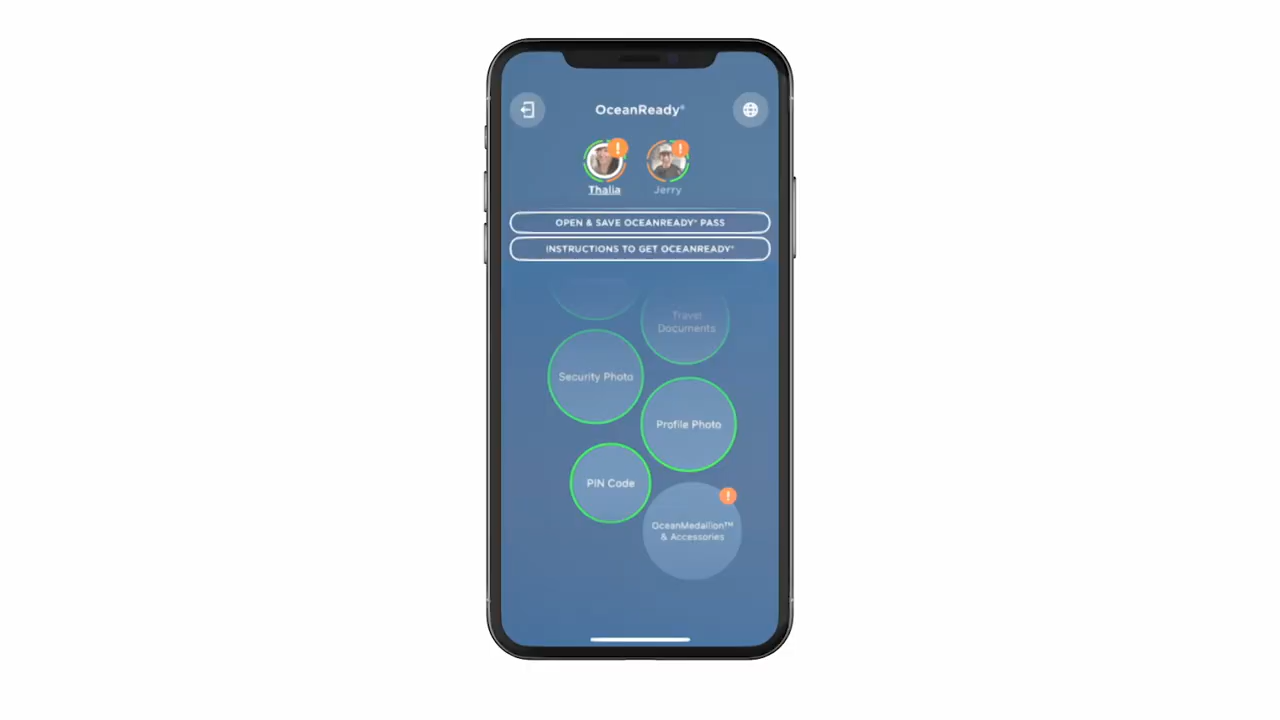 OceanReady®
Thalia
Jerry
OPEN & SAVE OCEANREADY® PASS
INSTRUCTIONS TO GET OCEANREADY®
Travel
Documents
Security Photo
Profile Photo
PIN Code
OceanMedallion™
& Accessories